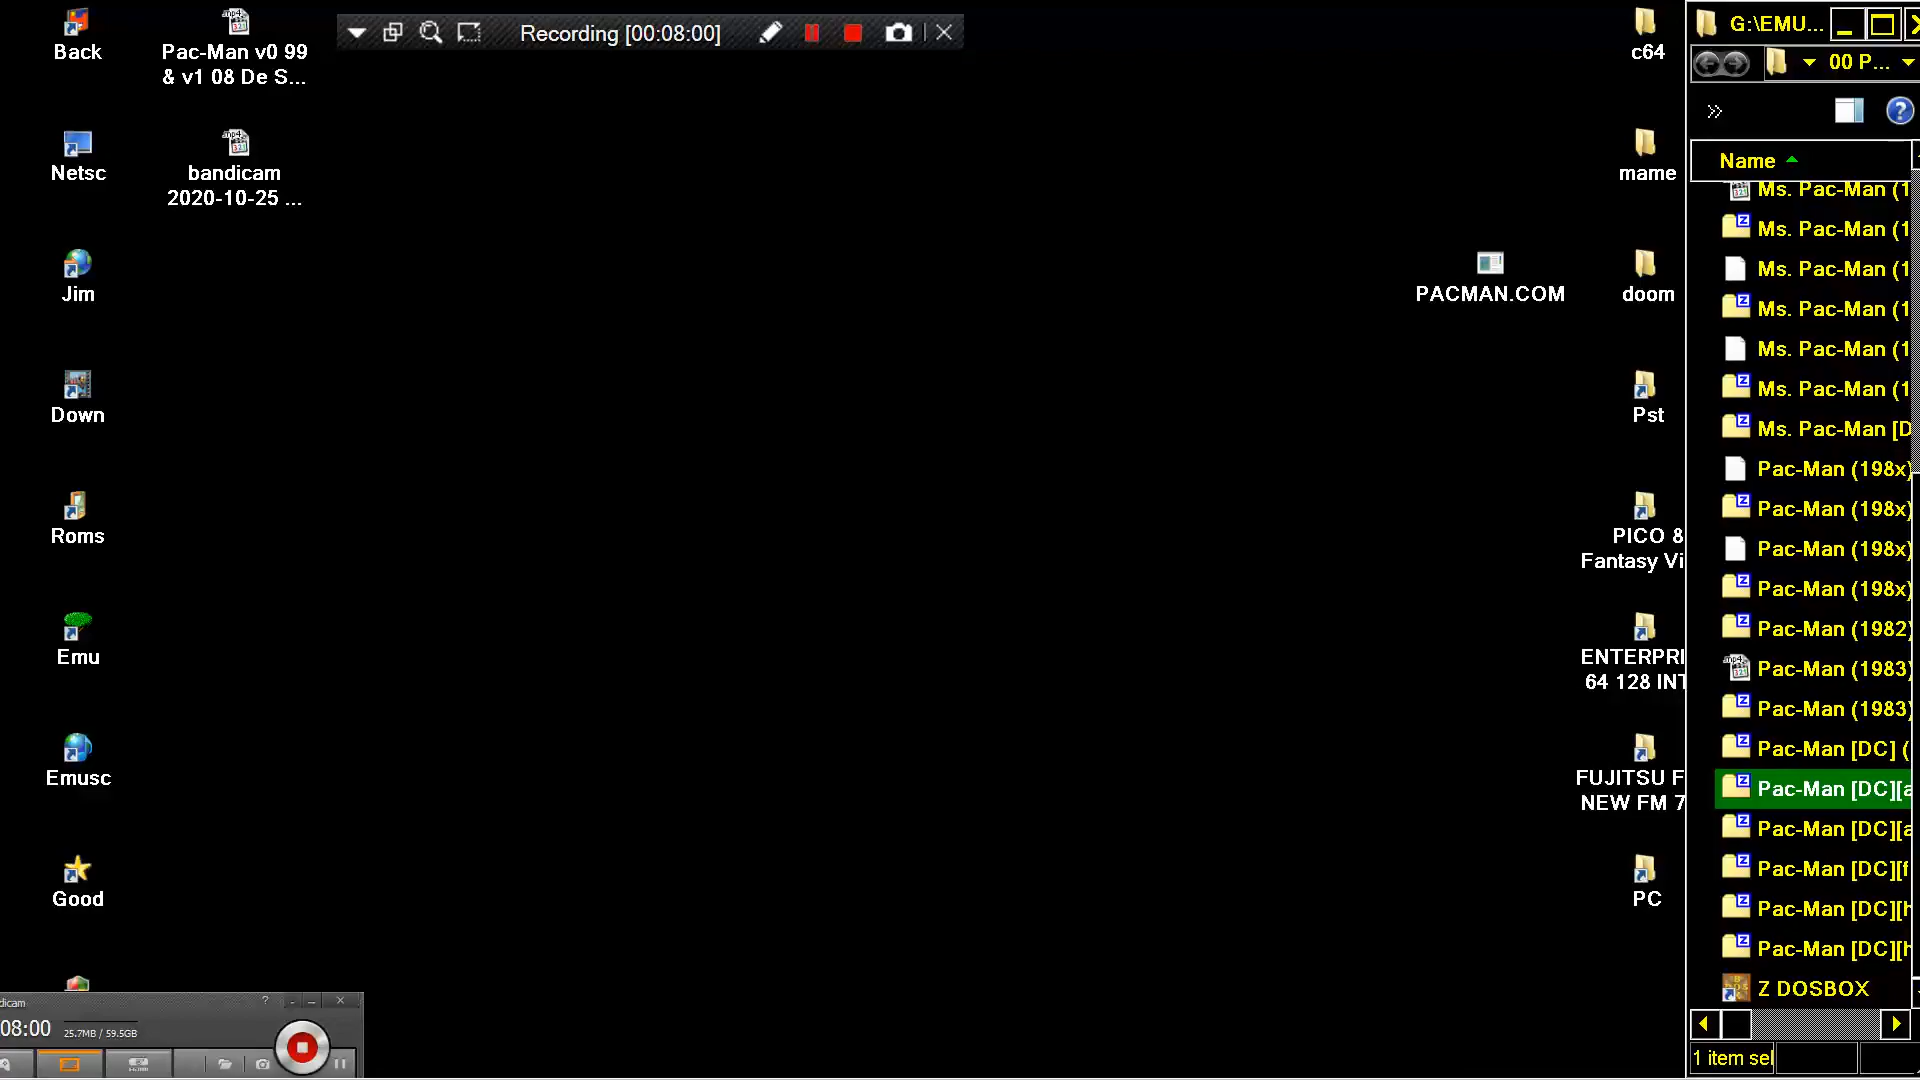 Back
Pac-Man v0 99
& v1 08 De S...
Recording [00:08:00]
c64
G:\EMU...
00 P...
Netsc
bandicam
2020-10-25 ...
mame
Name
Jim
PACMAN.COM
doom
Down
Pst
Roms
PICO 8
Fantasy Vi
Emu
ENTERPRI
64 128 INT
Emusc
FUJITSU F
NEW FM 7
Good
PC
Ms. Pac-Man (1
Ms. Pac-Man (1
Ms. Pac-Man (1
Ms. Pac-Man (1
Ms. Pac-Man (1
Ms. Pac-Man (1
Ms. Pac-Man [D
Pac-Man (198x)
Pac-Man (198x)
Pac-Man (198x)
Pac-Man (198x)
Pac-Man (1982)
Pac-Man (1983)
Pac-Man (1983)
Pac-Man [DC] (
Pac-Man [DC][a
Pac-Man [DC][a
Pac-Man [DC][f
Pac-Man [DC][h
Pac-Man [DC][h
Z DOSBOX
1 item sel
dicam
08:00
25.7MB / 59.5GB